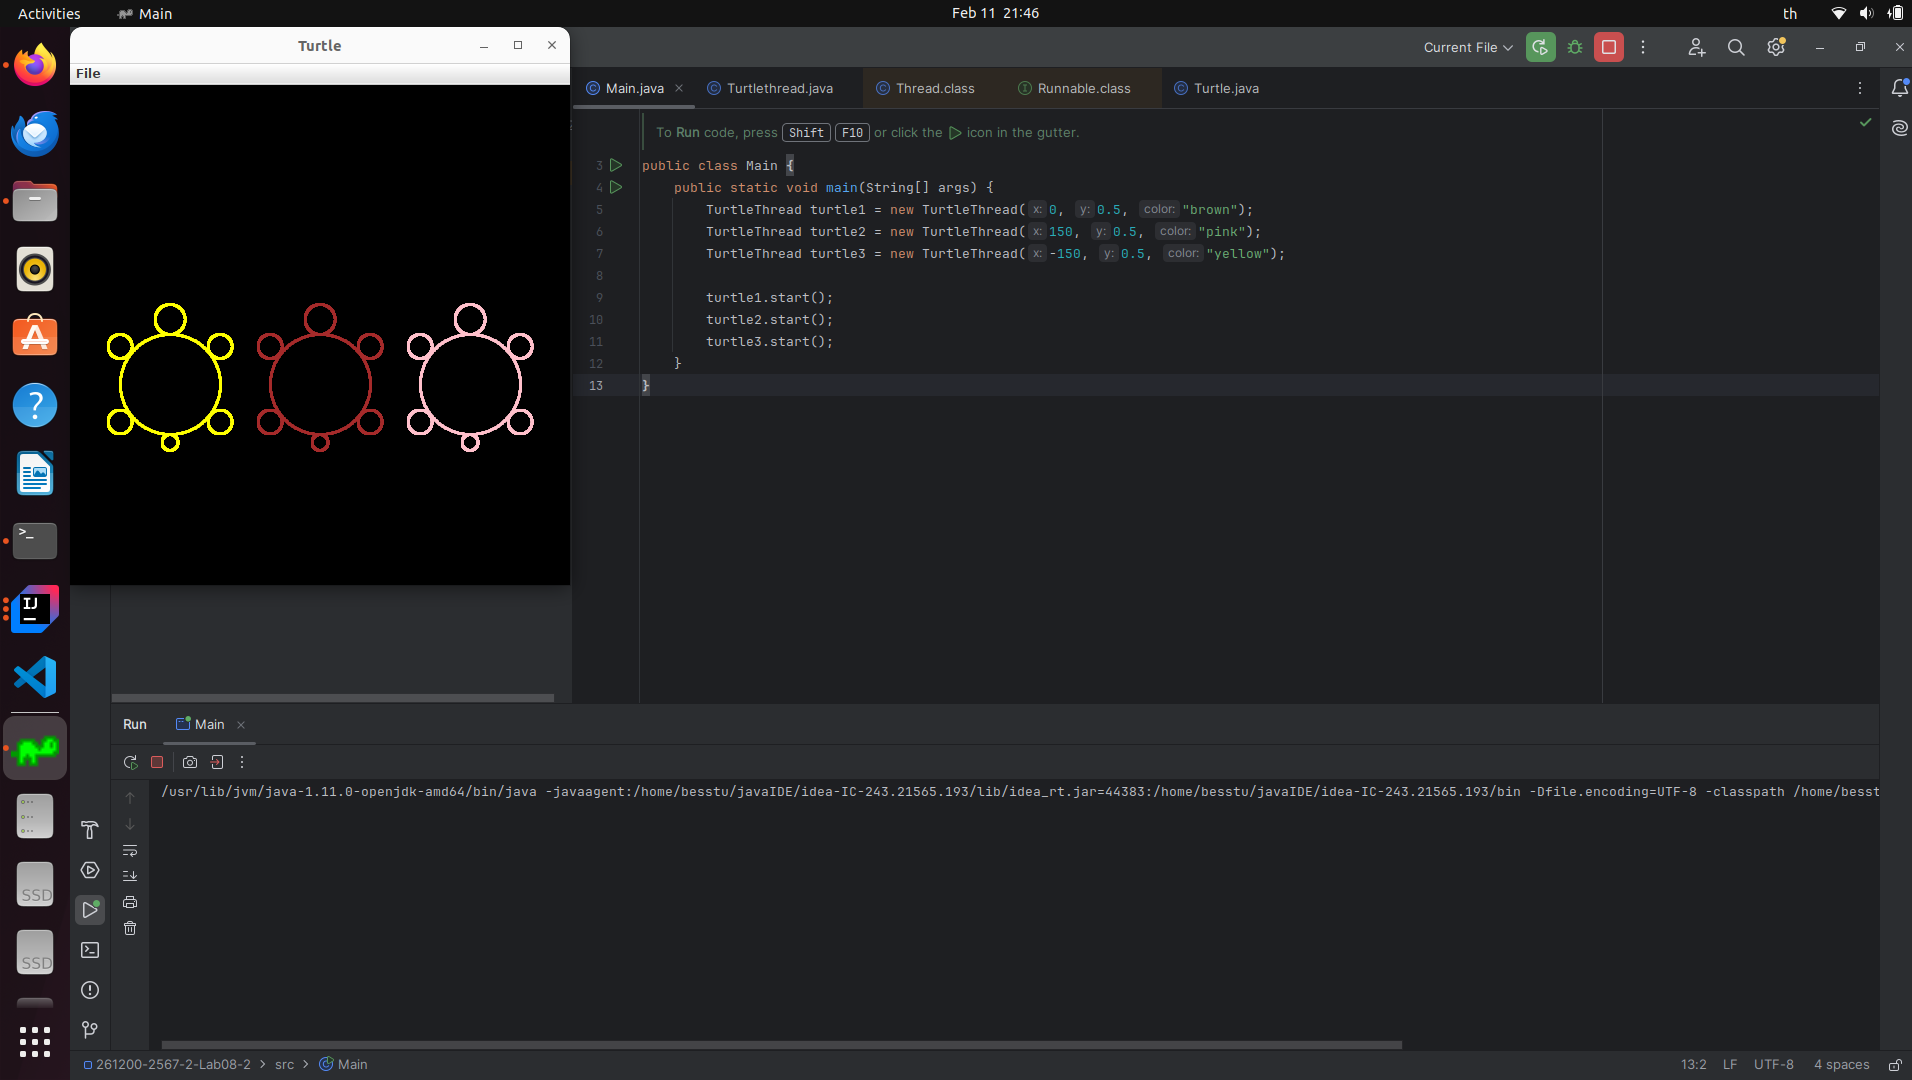 Activities Main Feb 11 21:46 th
Turtle
File
Current File
Main.java Turtlethread.java Thread.class Runnable.class Turtle.java
To Run code, press Shift F10 or click the icon in the gutter.
3 public class Main {
4 public static void main(String[] args) {
5 TurtleThread turtle1 = new TurtleThread( x: 0, y: 0.5, color: "brown");
6 TurtleThread turtle2 = new TurtleThread( x: 150, y: 0.5, color: "pink");
7 TurtleThread turtle3 = new TurtleThread( x: -150, y: 0.5, color: "yellow");
8
9 turtle1.start();
10 turtle2.start();
11 turtle3.start();
12 }
13 }
IJ
Run Main
/usr/lib/jvm/java-1.11.0-openjdk-amd64/bin/java -javaagent:/home/besstu/javaIDE/idea-IC-243.21565.193/lib/idea_rt.jar=44383:/home/besstu/javaIDE/idea-IC-243.21565.193/bin -Dfile.encoding=UTF-8 -classpath /home/besst
SSD
SSD
261200-2567-2-Lab08-2 > src > Main 13:2 LF UTF-8 4 spaces